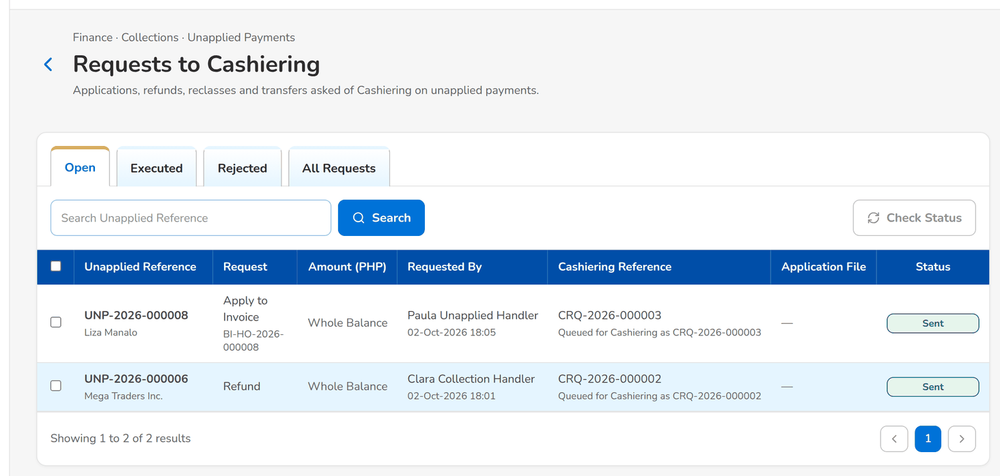 Finance · Collections · Unapplied Payments
Requests to Cashiering
Applications, refunds, reclasses and transfers asked of Cashiering on unapplied payments.
Open
Executed
Rejected
All Requests
Search Unapplied Reference
Search
Check Status
Unapplied Reference
Request
Amount (PHP)
Requested By
Cashiering Reference
Application File
Status
UNP-2026-000008
Liza Manalo
Apply to
Invoice
BI-HO-2026-
000008
Whole Balance
Paula Unapplied Handler
02-Oct-2026 18:05
CRQ-2026-000003
Queued for Cashiering as CRQ-2026-000003
—
Sent
UNP-2026-000006
Mega Traders Inc.
Refund
Whole Balance
Clara Collection Handler
02-Oct-2026 18:01
CRQ-2026-000002
Queued for Cashiering as CRQ-2026-000002
—
Sent
Showing 1 to 2 of 2 results
1